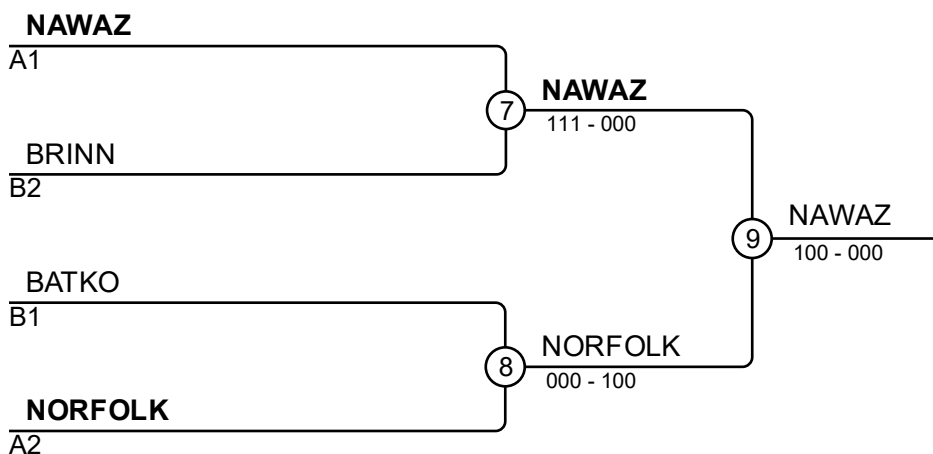 NAWAZ
A1
7
NAWAZ
111 - 000
BRINN
B2
9
NAWAZ
100 - 000
BATKO
B1
8
NORFOLK
000 - 100
NORFOLK
A2